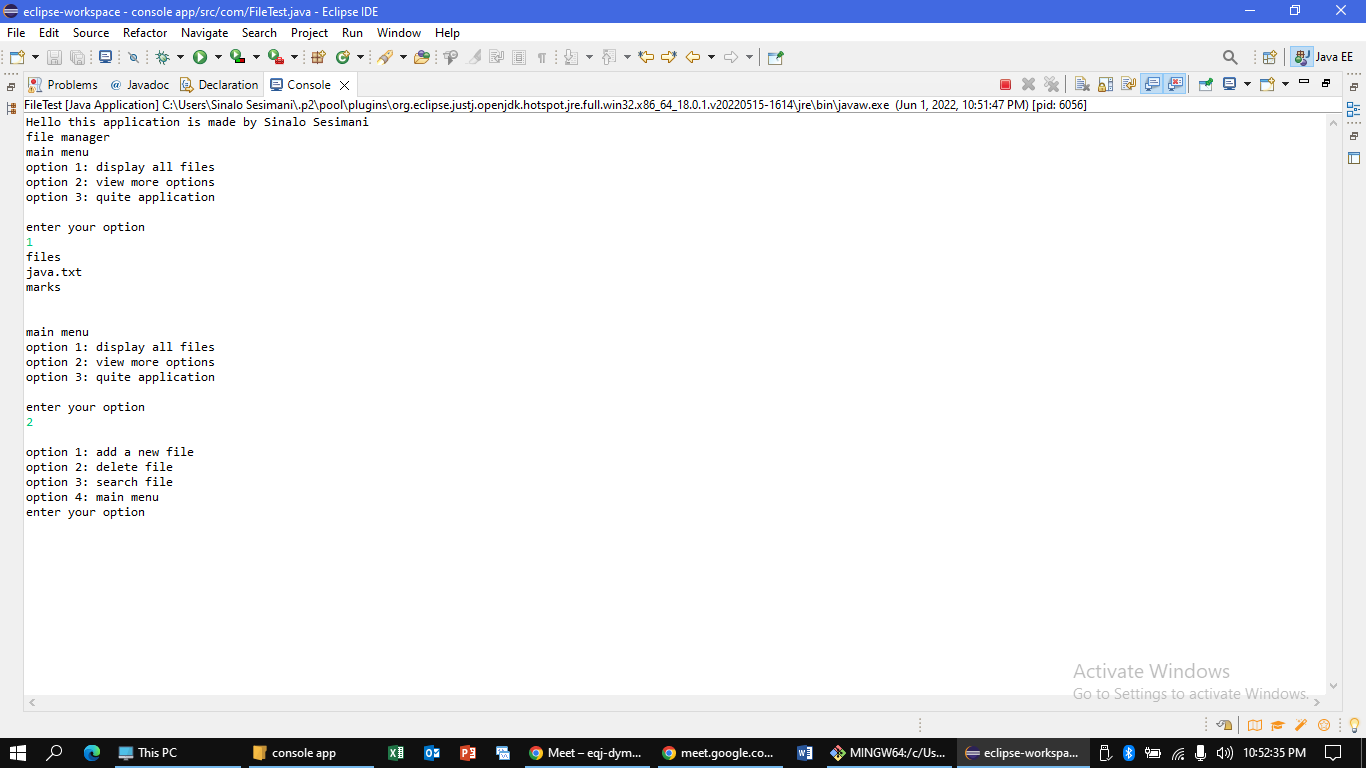 eclipse-workspace - console app/src/com/FileTest.java - Eclipse IDE
File Edit Source Refactor Navigate Search Project Run Window Help
Java EE
Problems @ Javadoc Declaration Console
FileTest [Java Application] C:\Users\Sinalo Sesimani\.p2\pool\plugins\org.eclipse.justj.openjdk.hotspot.jre.full.win32.x86_64_18.0.1.v20220515-1614\jre\bin\javaw.exe (Jun 1, 2022, 10:51:47 PM) [pid: 6056]
Hello this application is made by Sinalo Sesimani
file manager
main menu
option 1: display all files
option 2: view more options
option 3: quite application
enter your option
1
files
java.txt
marks
main menu
option 1: display all files
option 2: view more options
option 3: quite application
enter your option
2
option 1: add a new file
option 2: delete file
option 3: search file
option 4: main menu
enter your option
Activate Windows
Go to Settings to activate Windows.
This PC console app Meet – eqj-dym... meet.google.co... MINGW64:/c/Us... eclipse-workspa... 10:52:35 PM